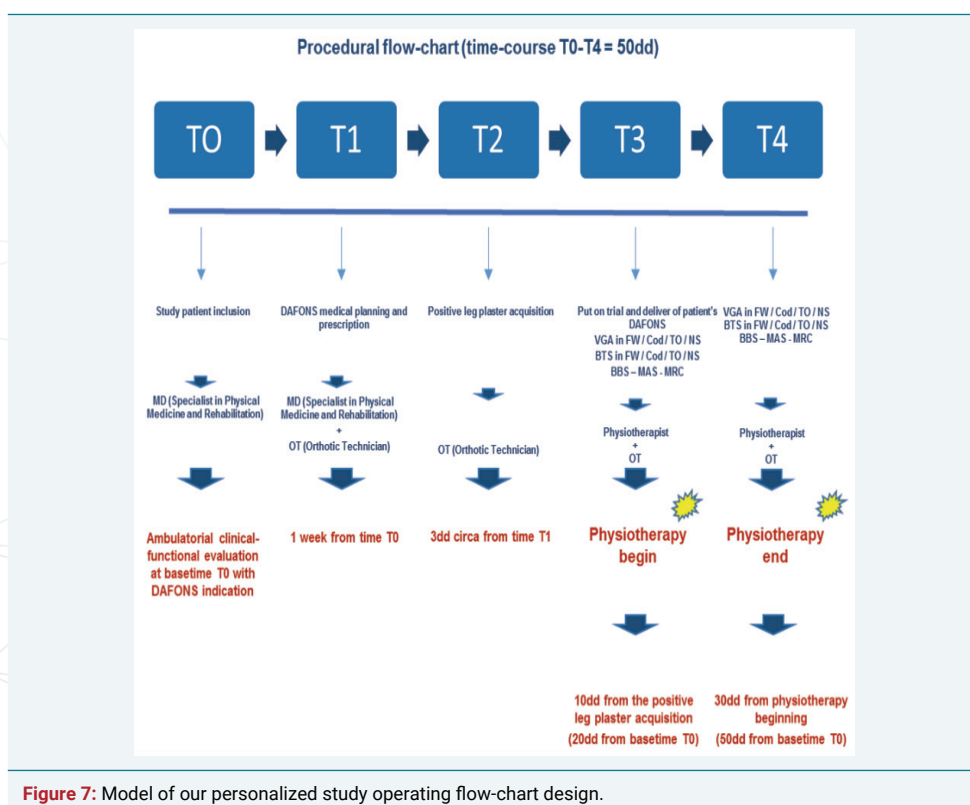 Procedural flow-chart (time-course T0-T4 = 50dd)
T0
T1
T2
T3
T4
Study patient inclusion
MD (Specialist in Physical
Medicine and Rehabilitation)
Ambulatorial clinical-
functional evaluation
at basetime T0 with
DAFONS indication
DAFONS medical planning and
prescription
MD (Specialist in Physical
Medicine and Rehabilitation)
+
OT (Orthotic Technician)
1 week from time T0
Positive leg plaster acquisition
OT (Orthotic Technician)
3dd circa from time T1
Put on trial and deliver of patient's
DAFONS
VGA in FW / Cod / TO / NS
BTS in FW / Cod / TO / NS
BBS – MAS - MRC
Physiotherapist
+
OT
Physiotherapy
begin
10dd from the positive
leg plaster acquisition
(20dd from basetime T0)
VGA in FW / Cod / TO / NS
BTS in FW / Cod / TO / NS
BBS – MAS - MRC
Physiotherapist
+
OT
Physiotherapy
end
30dd from physiotherapy
beginning
(50dd from basetime T0)
Figure 7: Model of our personalized study operating flow-chart design.